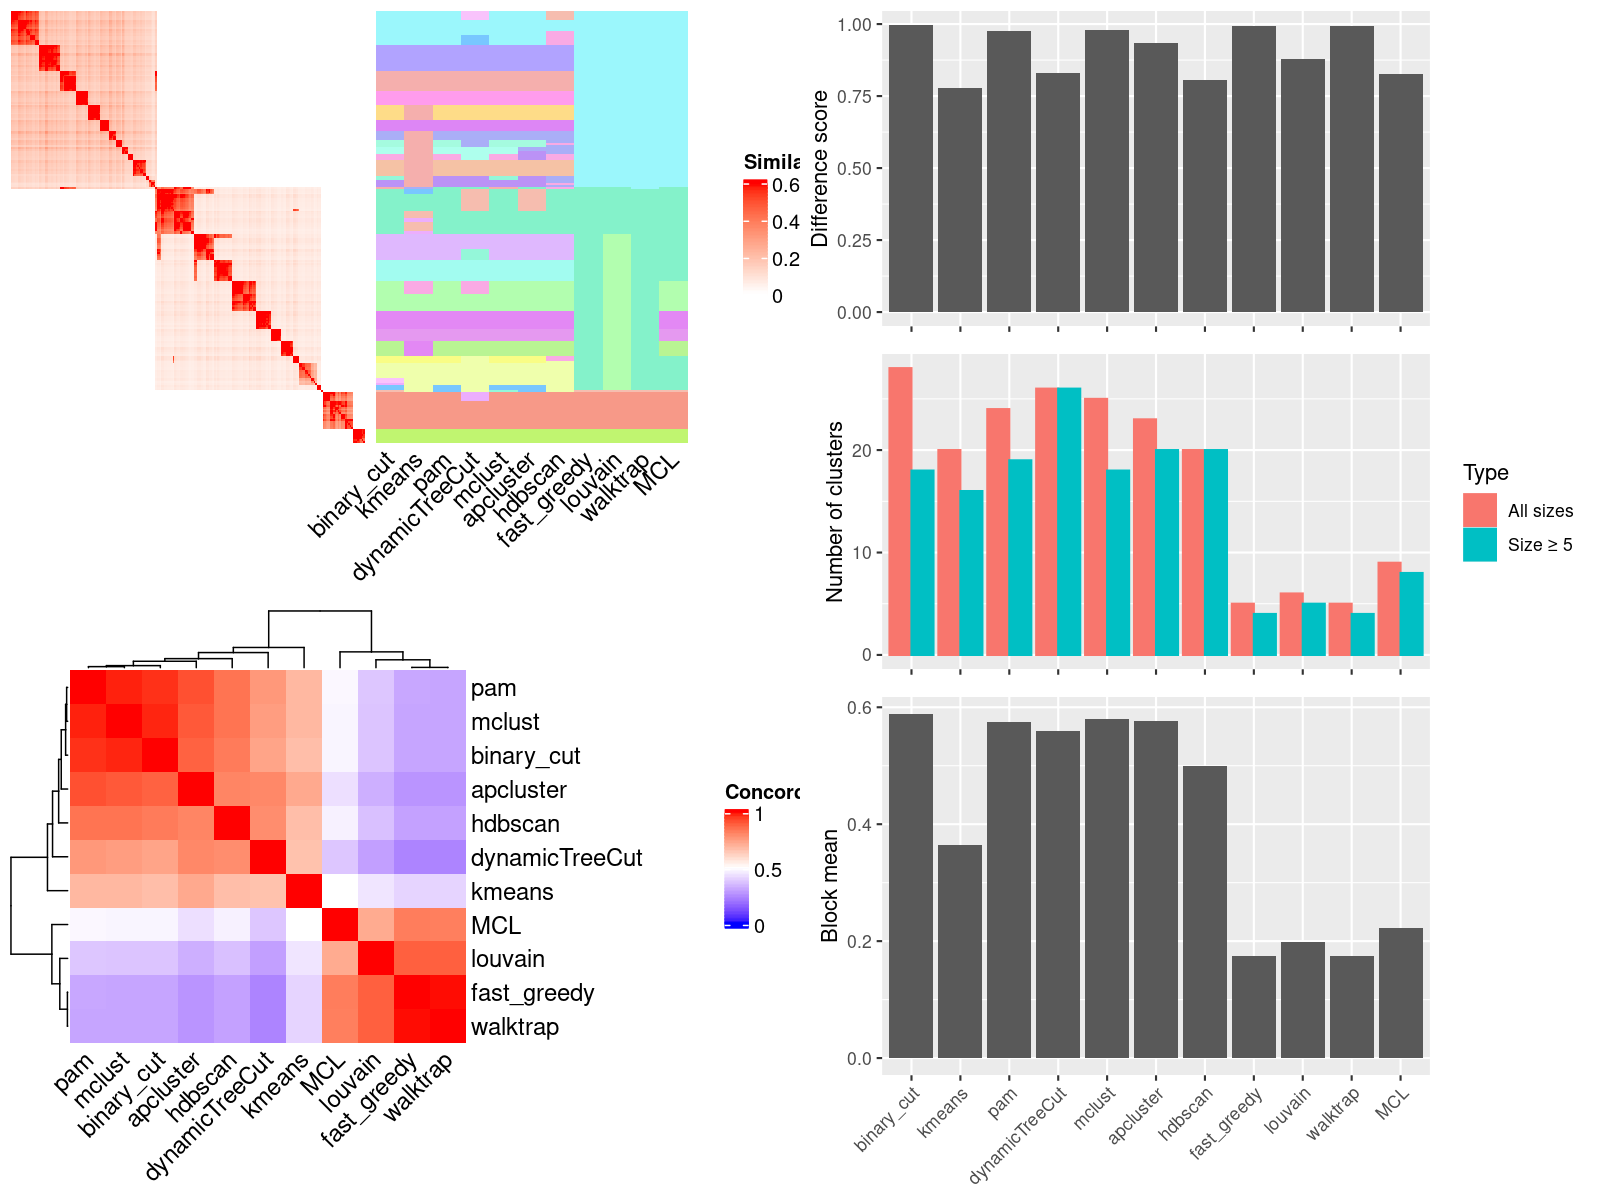 Simila
0.6
0.4
0.2
0
binary_cut
kmeans
pam
dynamicTreeCut
mclust
apcluster
hdbscan
fast_greedy
louvain
walktrap
MCL
pam
mclust
binary_cut
apcluster
hdbscan
dynamicTreeCut
kmeans
MCL
louvain
fast_greedy
walktrap
pam
mclust
binary_cut
apcluster
hdbscan
dynamicTreeCut
kmeans
MCL
louvain
fast_greedy
walktrap
Concor
1
0.5
0
Difference score
1.00
0.75
0.50
0.25
0.00
Number of clusters
20
10
0
Type
All sizes
Size ≥ 5
Block mean
0.6
0.4
0.2
0.0
binary_cut
kmeans
pam
dynamicTreeCut
mclust
apcluster
hdbscan
fast_greedy
louvain
walktrap
MCL